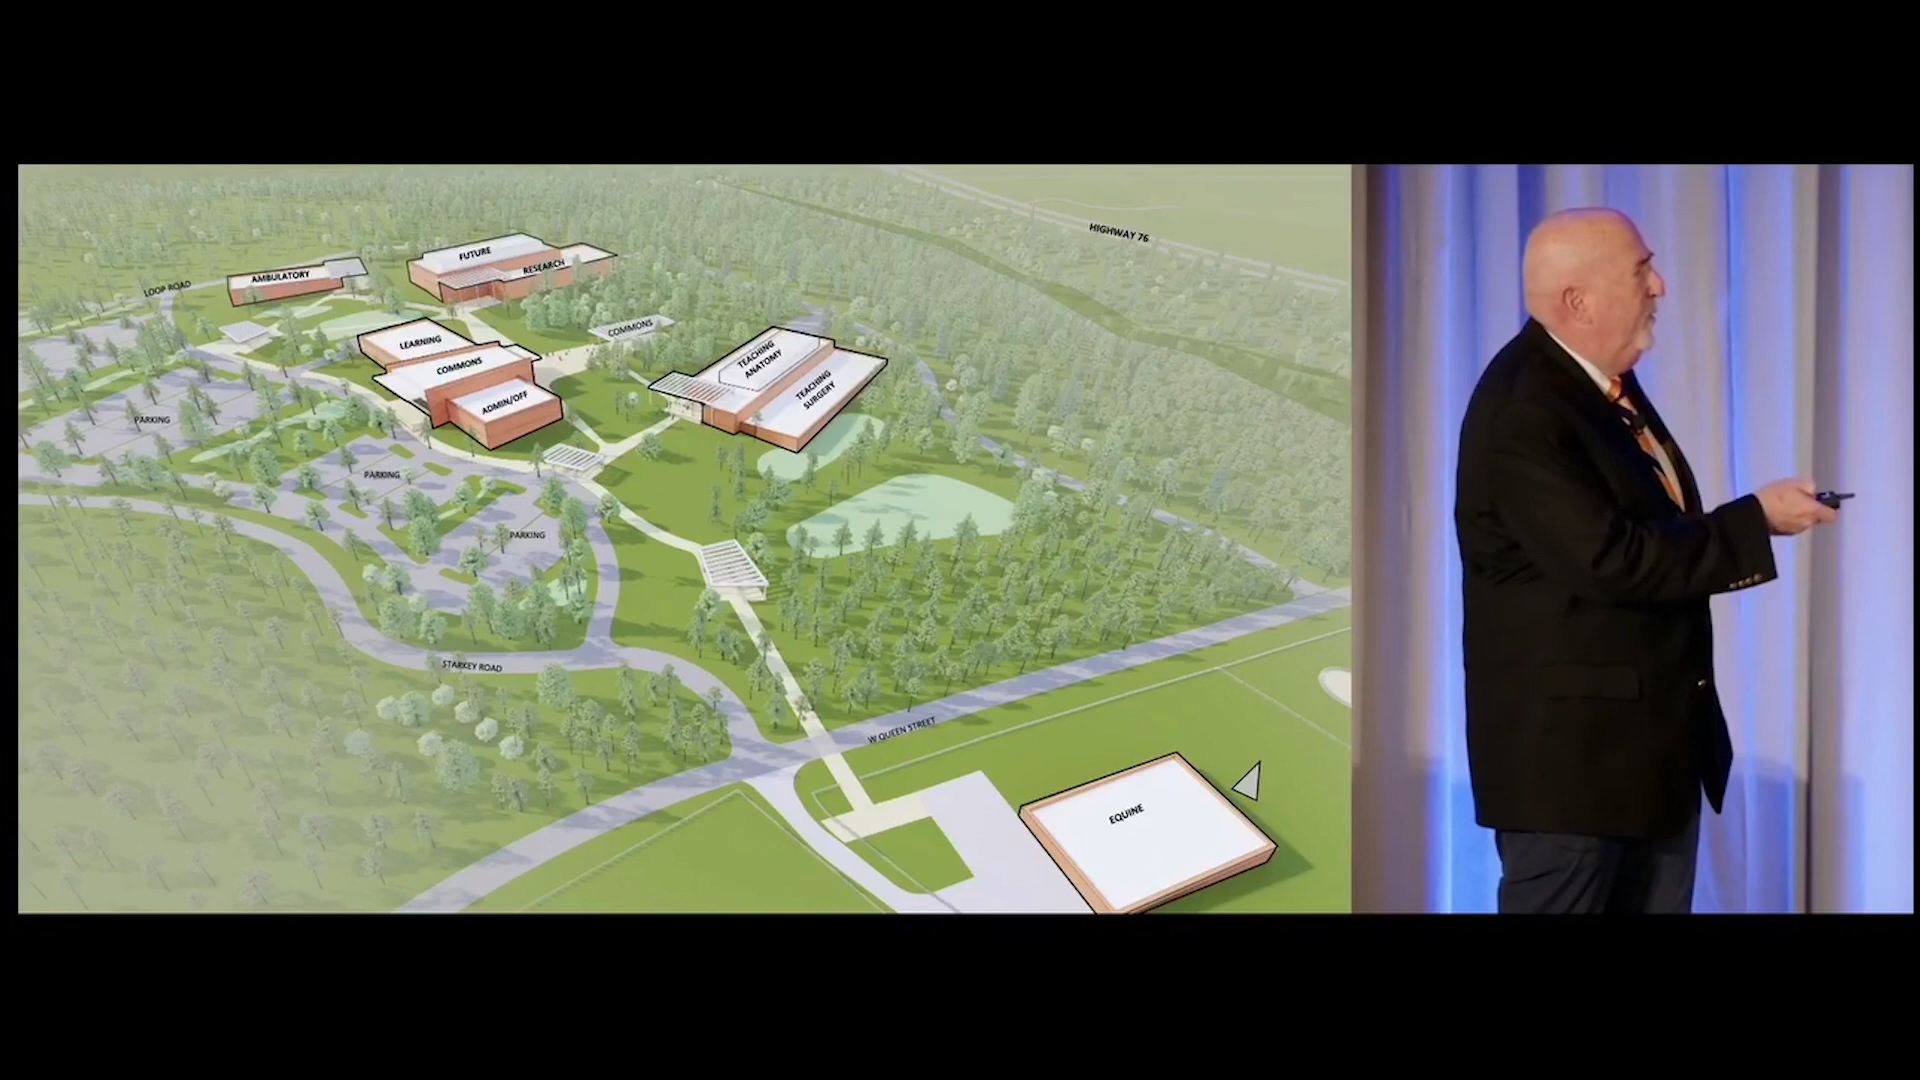 HIGHWAY 76
FUTURE
RESEARCH
AMBULATORY
LOOP ROAD
COMMONS
LEARNING
COMMONS
ADMIN/OFF
TEACHING
ANATOMY
TEACHING
SURGERY
PARKING
PARKING
PARKING
STARKEY ROAD
W QUEEN STREET
EQUINE